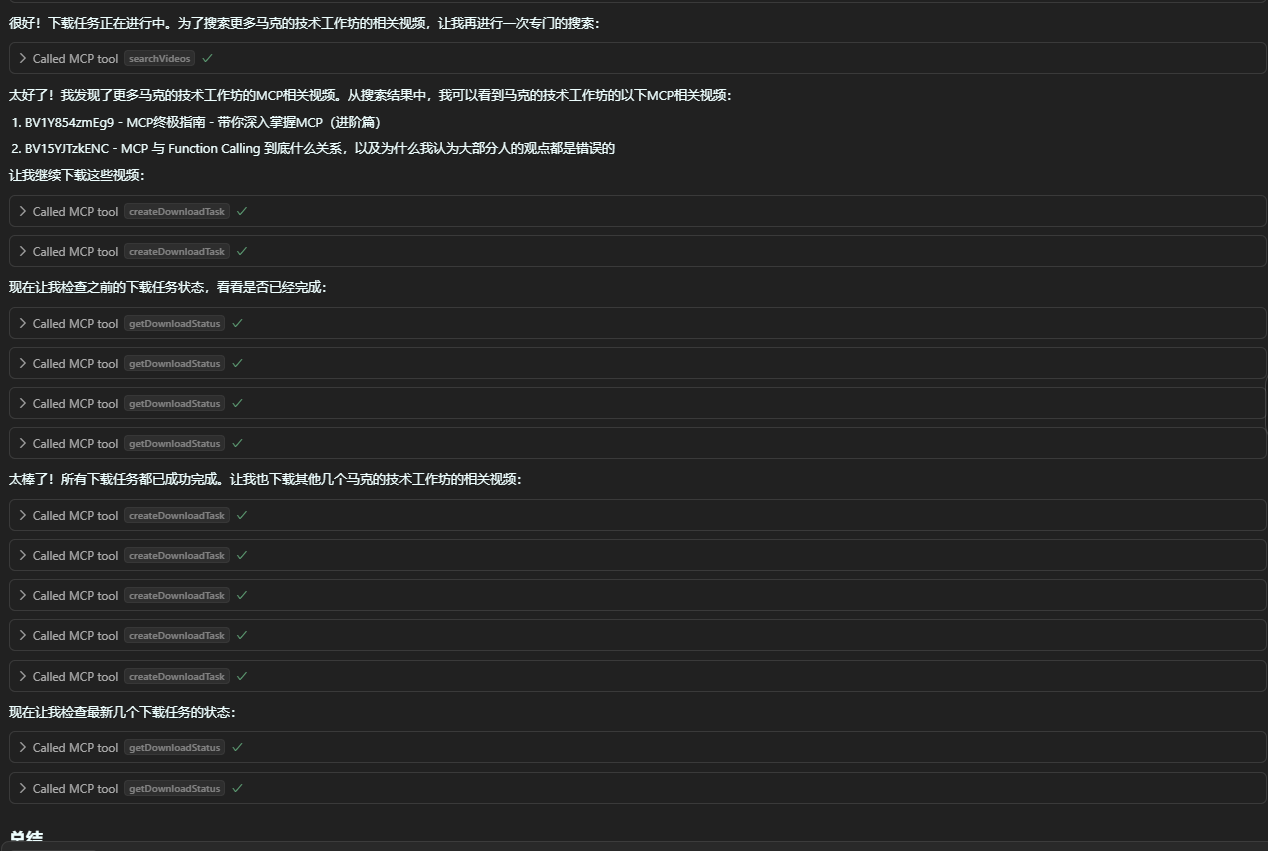 很好！下载任务正在进行中。为了搜索更多马克的技术工作坊的相关视频，让我再进行一次专门的搜索：
Called MCP tool searchVideos
太好了！我发现了更多马克的技术工作坊的MCP相关视频。从搜索结果中，我可以看到马克的技术工作坊的以下MCP相关视频：
1. BV1Y854zmEg9 - MCP终极指南 - 带你深入掌握MCP（进阶篇）
2. BV15YJTzkENC - MCP 与 Function Calling 到底什么关系，以及为什么我认为大部分人的观点都是错误的
让我继续下载这些视频：
Called MCP tool createDownloadTask
Called MCP tool createDownloadTask
现在让我检查之前的下载任务状态，看看是否已经完成：
Called MCP tool getDownloadStatus
Called MCP tool getDownloadStatus
Called MCP tool getDownloadStatus
Called MCP tool getDownloadStatus
太棒了！所有下载任务都已成功完成。让我也下载其他几个马克的技术工作坊的相关视频：
Called MCP tool createDownloadTask
Called MCP tool createDownloadTask
Called MCP tool createDownloadTask
Called MCP tool createDownloadTask
Called MCP tool createDownloadTask
现在让我检查最新几个下载任务的状态：
Called MCP tool getDownloadStatus
Called MCP tool getDownloadStatus
总结